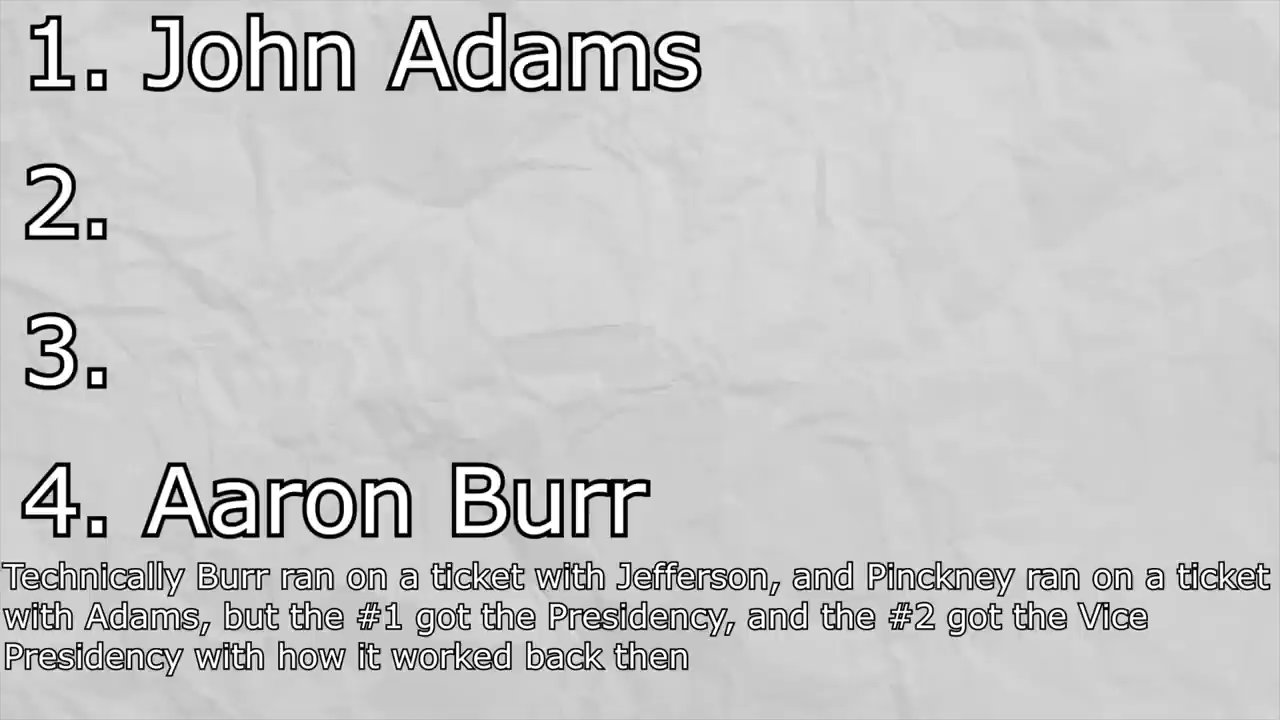 1. John Adams
2.
3.
4. Aaron Burr
Technically Burr ran on a ticket with Jefferson, and Pinckney ran on a ticket
with Adams, but the #1 got the Presidency, and the #2 got the Vice
Presidency with how it worked back then